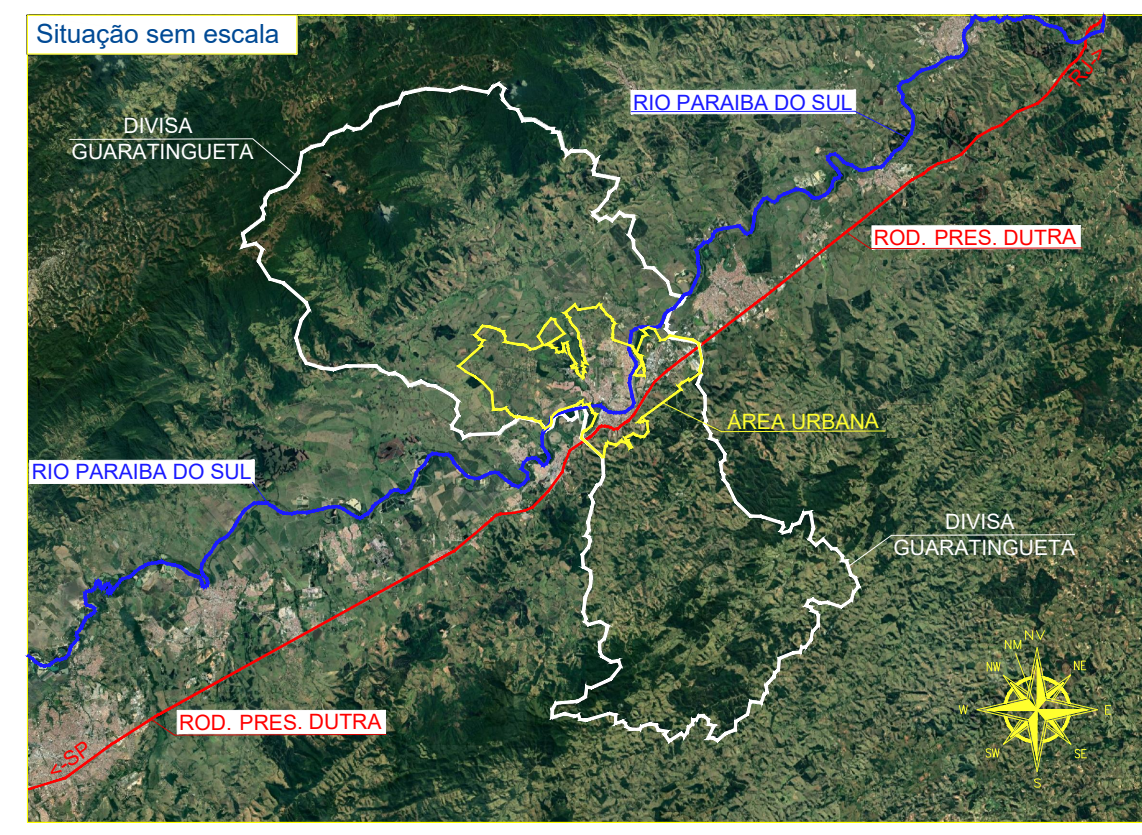 Situação sem escala
RJ->
RIO PARAIBA DO SUL
DIVISA
GUARATINGUETA
ROD. PRES. DUTRA
ÁREA URBANA
RIO PARAIBA DO SUL
DIVISA
GUARATINGUETA
NV
NM
NW
NE
W
E
SW
SE
S
ROD. PRES. DUTRA
<-SP